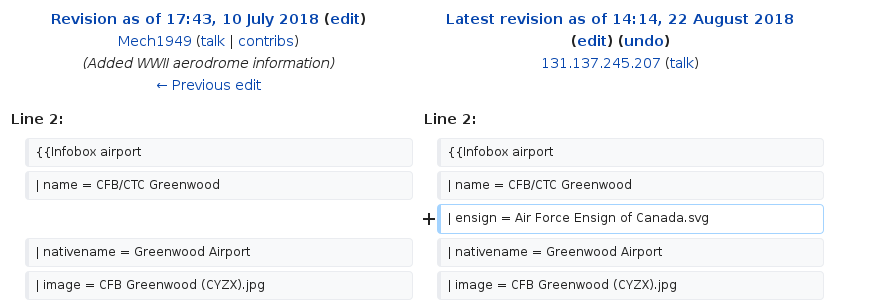 Revision as of 17:43, 10 July 2018 (edit)
Mech1949 (talk | contribs)
(Added WWII aerodrome information)
← Previous edit
Latest revision as of 14:14, 22 August 2018
(edit) (undo)
131.137.245.207 (talk)
Line 2:
Line 2:
{{Infobox airport
{{Infobox airport
| name = CFB/CTC Greenwood
| name = CFB/CTC Greenwood
+ | ensign = Air Force Ensign of Canada.svg
| nativename = Greenwood Airport
| nativename = Greenwood Airport
| image = CFB Greenwood (CYZX).jpg
| image = CFB Greenwood (CYZX).jpg